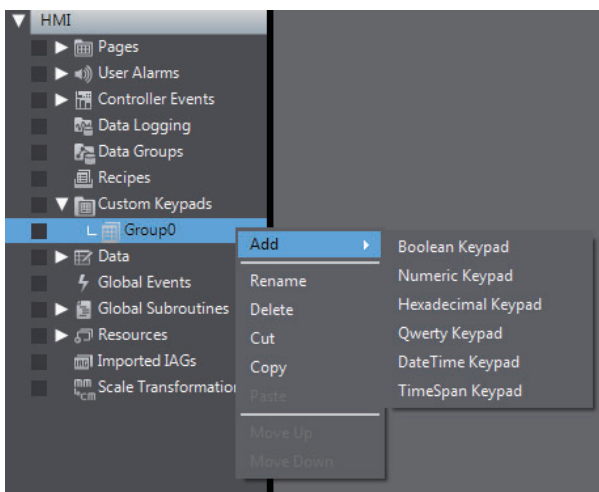 HMI
Pages
User Alarms
Controller Events
Data Logging
Data Groups
Recipes
Custom Keypads
Group0
Data
Global Events
Global Subroutines
Resources
Imported IAGs
Scale Transformation
Add
Rename
Delete
Cut
Copy
Paste
Move Up
Move Down
Boolean Keypad
Numeric Keypad
Hexadecimal Keypad
Qwerty Keypad
DateTime Keypad
TimeSpan Keypad